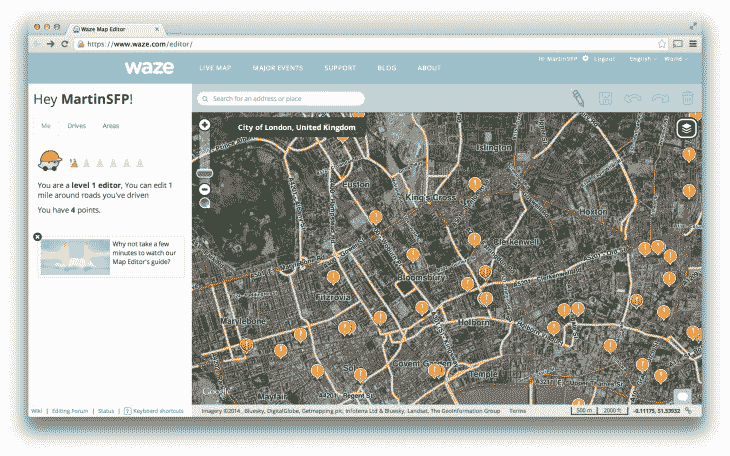 Waze Map Editor
https://www.waze.com/editor/
Hi MartinSFP
Logout
English
World
waze
LIVE MAP
MAJOR EVENTS
SUPPORT
BLOG
ABOUT
Hey MartinSFP!
Search for an address or place
Me
Drives
Areas
City of London, United Kingdom
You are a level 1 editor, You can edit 1
mile around roads you've driven
You have 4 points.
Why not take a few
minutes to watch our
Map Editor's guide?
Islington
Euston
King's Cross
Hoxton
Clerkenwell
Bloomsbury
Fitzrovia
Marylebone
Holborn
Covent Garden
Temple
Mayfair
Google
Wiki | Editing Forum | Status | ? Keyboard shortcuts
Imagery ©2014, Bluesky, DigitalGlobe, Getmapping plc, Infoterra Ltd & Bluesky, Landsat, The GeoInformation Group
Terms
500 m
2000 ft
-0.11175, 51.53932